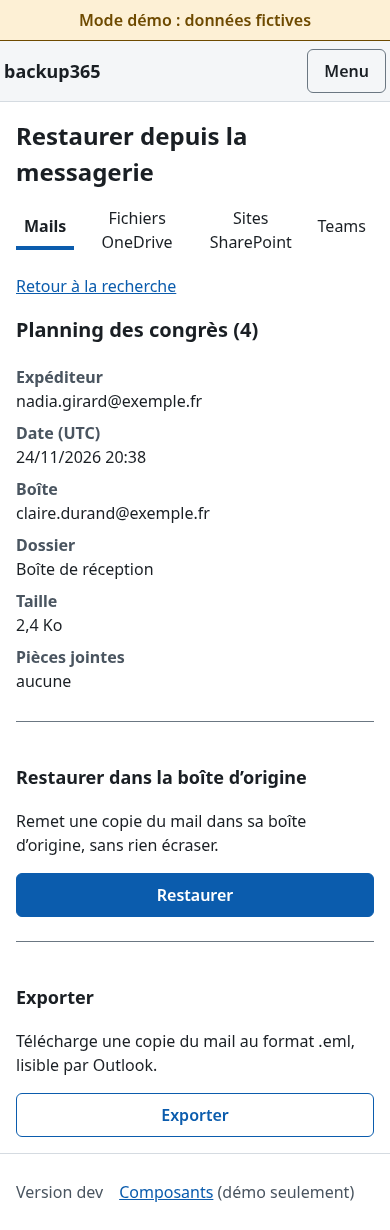 Mode démo : données fictives
backup365
Menu
Restaurer depuis la
messagerie
Mails
Fichiers
OneDrive
Sites
SharePoint
Teams
Retour à la recherche
Planning des congrès (4)
Expéditeur
nadia.girard@exemple.fr
Date (UTC)
24/11/2026 20:38
Boîte
claire.durand@exemple.fr
Dossier
Boîte de réception
Taille
2,4 Ko
Pièces jointes
aucune
Restaurer dans la boîte d’origine
Remet une copie du mail dans sa boîte
d’origine, sans rien écraser.
Restaurer
Exporter
Télécharge une copie du mail au format .eml,
lisible par Outlook.
Exporter
Version dev Composants (démo seulement)